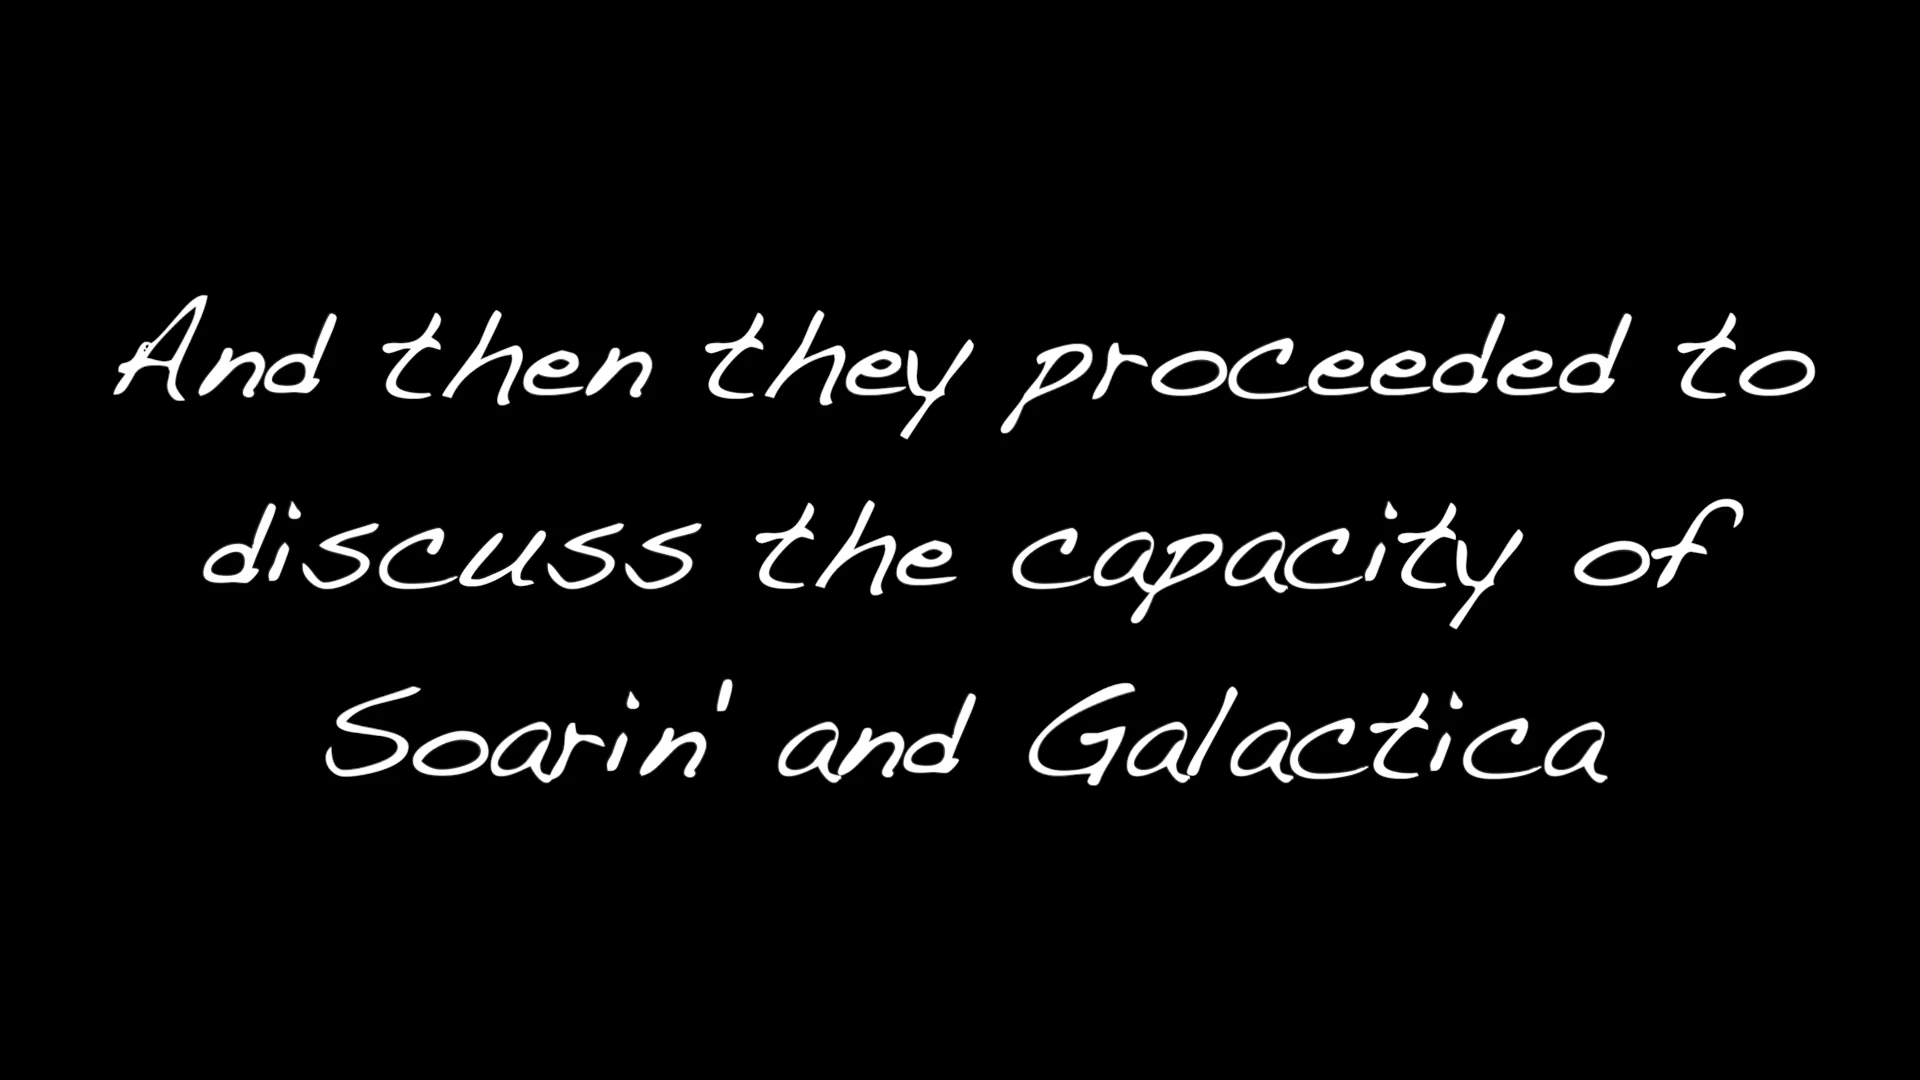 And then they proceeded to
discuss the capacity of
Soarin' and Galactica